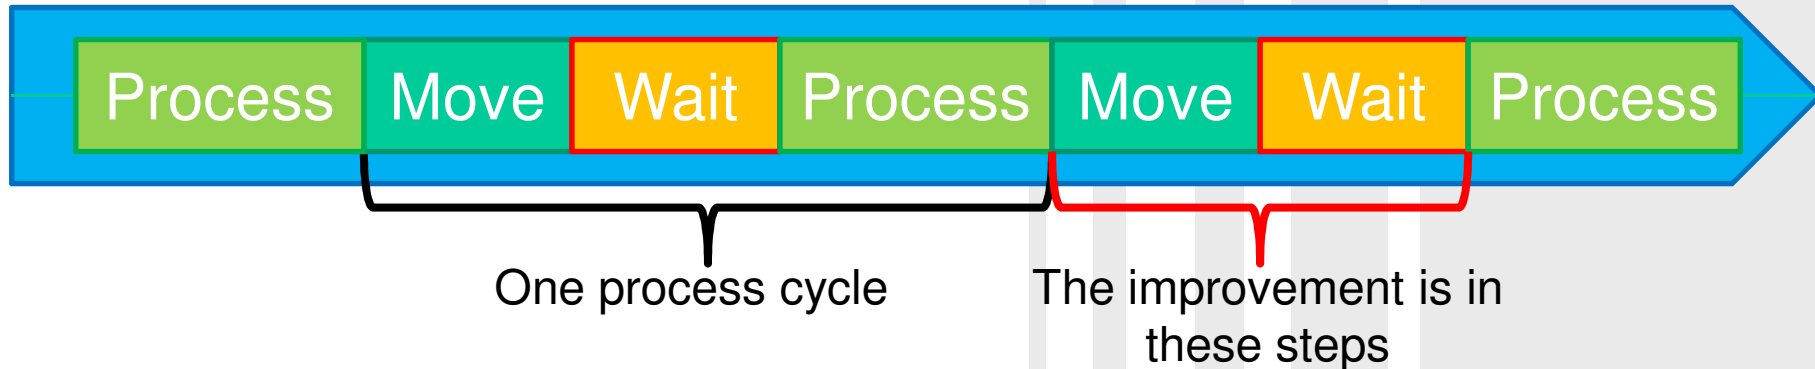 Process Move Wait Process Move Wait Process
One process cycle
The improvement is in
these steps